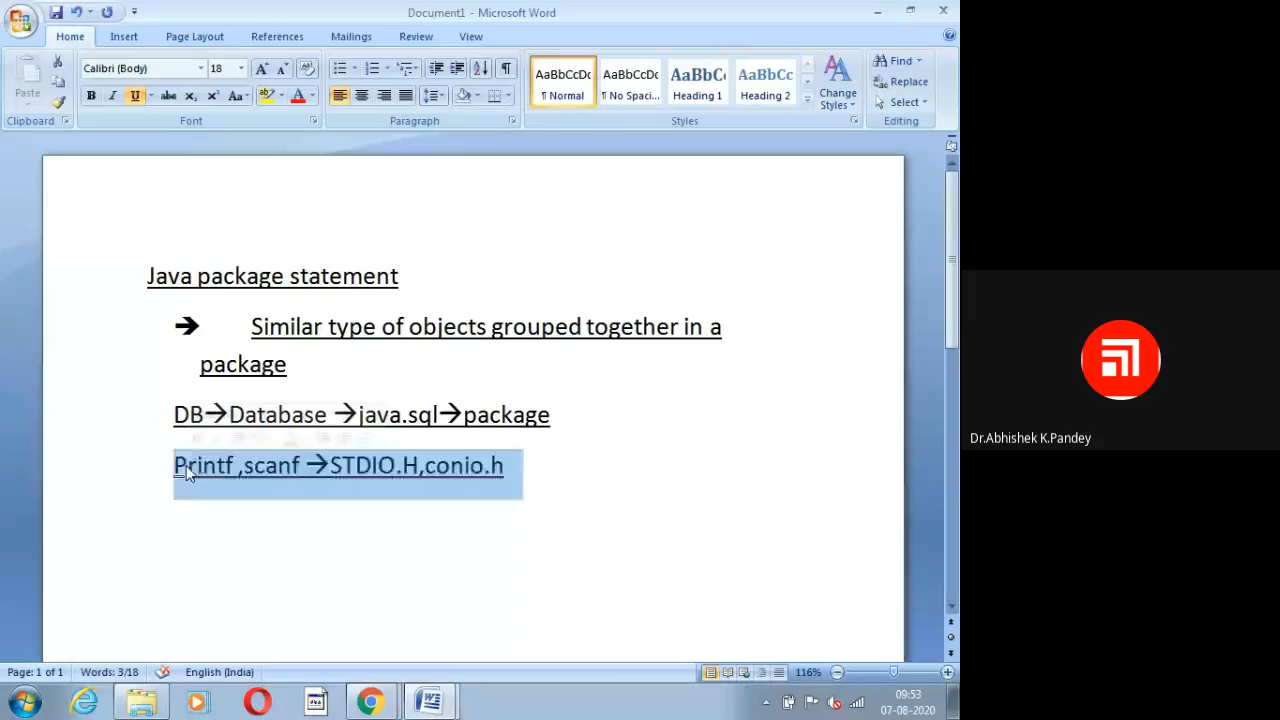 Document1 - Microsoft Word
Home Insert Page Layout References Mailings Review View
Calibri (Body) 18
AaBbCcDc AaBbCcDc AaBbC AaBbCc
Paste
¶ Normal ¶ No Spaci... Heading 1 Heading 2
Change Styles
Find
Replace
Select
Clipboard Font Paragraph Styles Editing
Java package statement
➔ Similar type of objects grouped together in a
package
DB→Database →java.sql→package
Printf ,scanf →STDIO.H,conio.h
Dr.Abhishek K.Pandey
Page: 1 of 1 Words: 3/18 English (India) 116%
09:53
07-08-2020